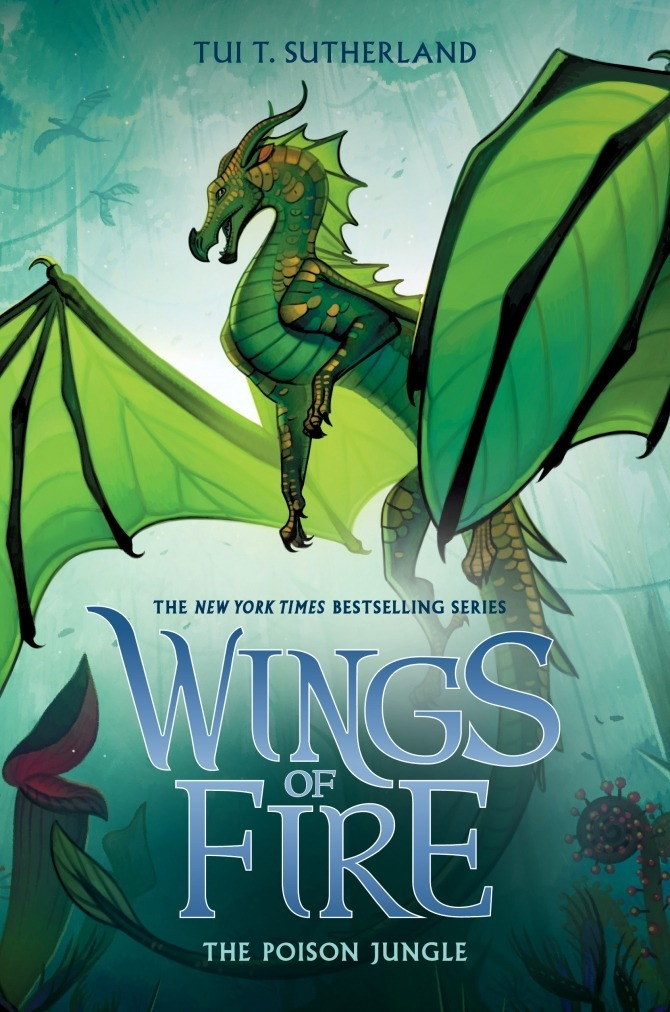 TUI T. SUTHERLAND
THE NEW YORK TIMES BESTSELLING SERIES
WINGS
OF
FIRE
THE POISON JUNGLE